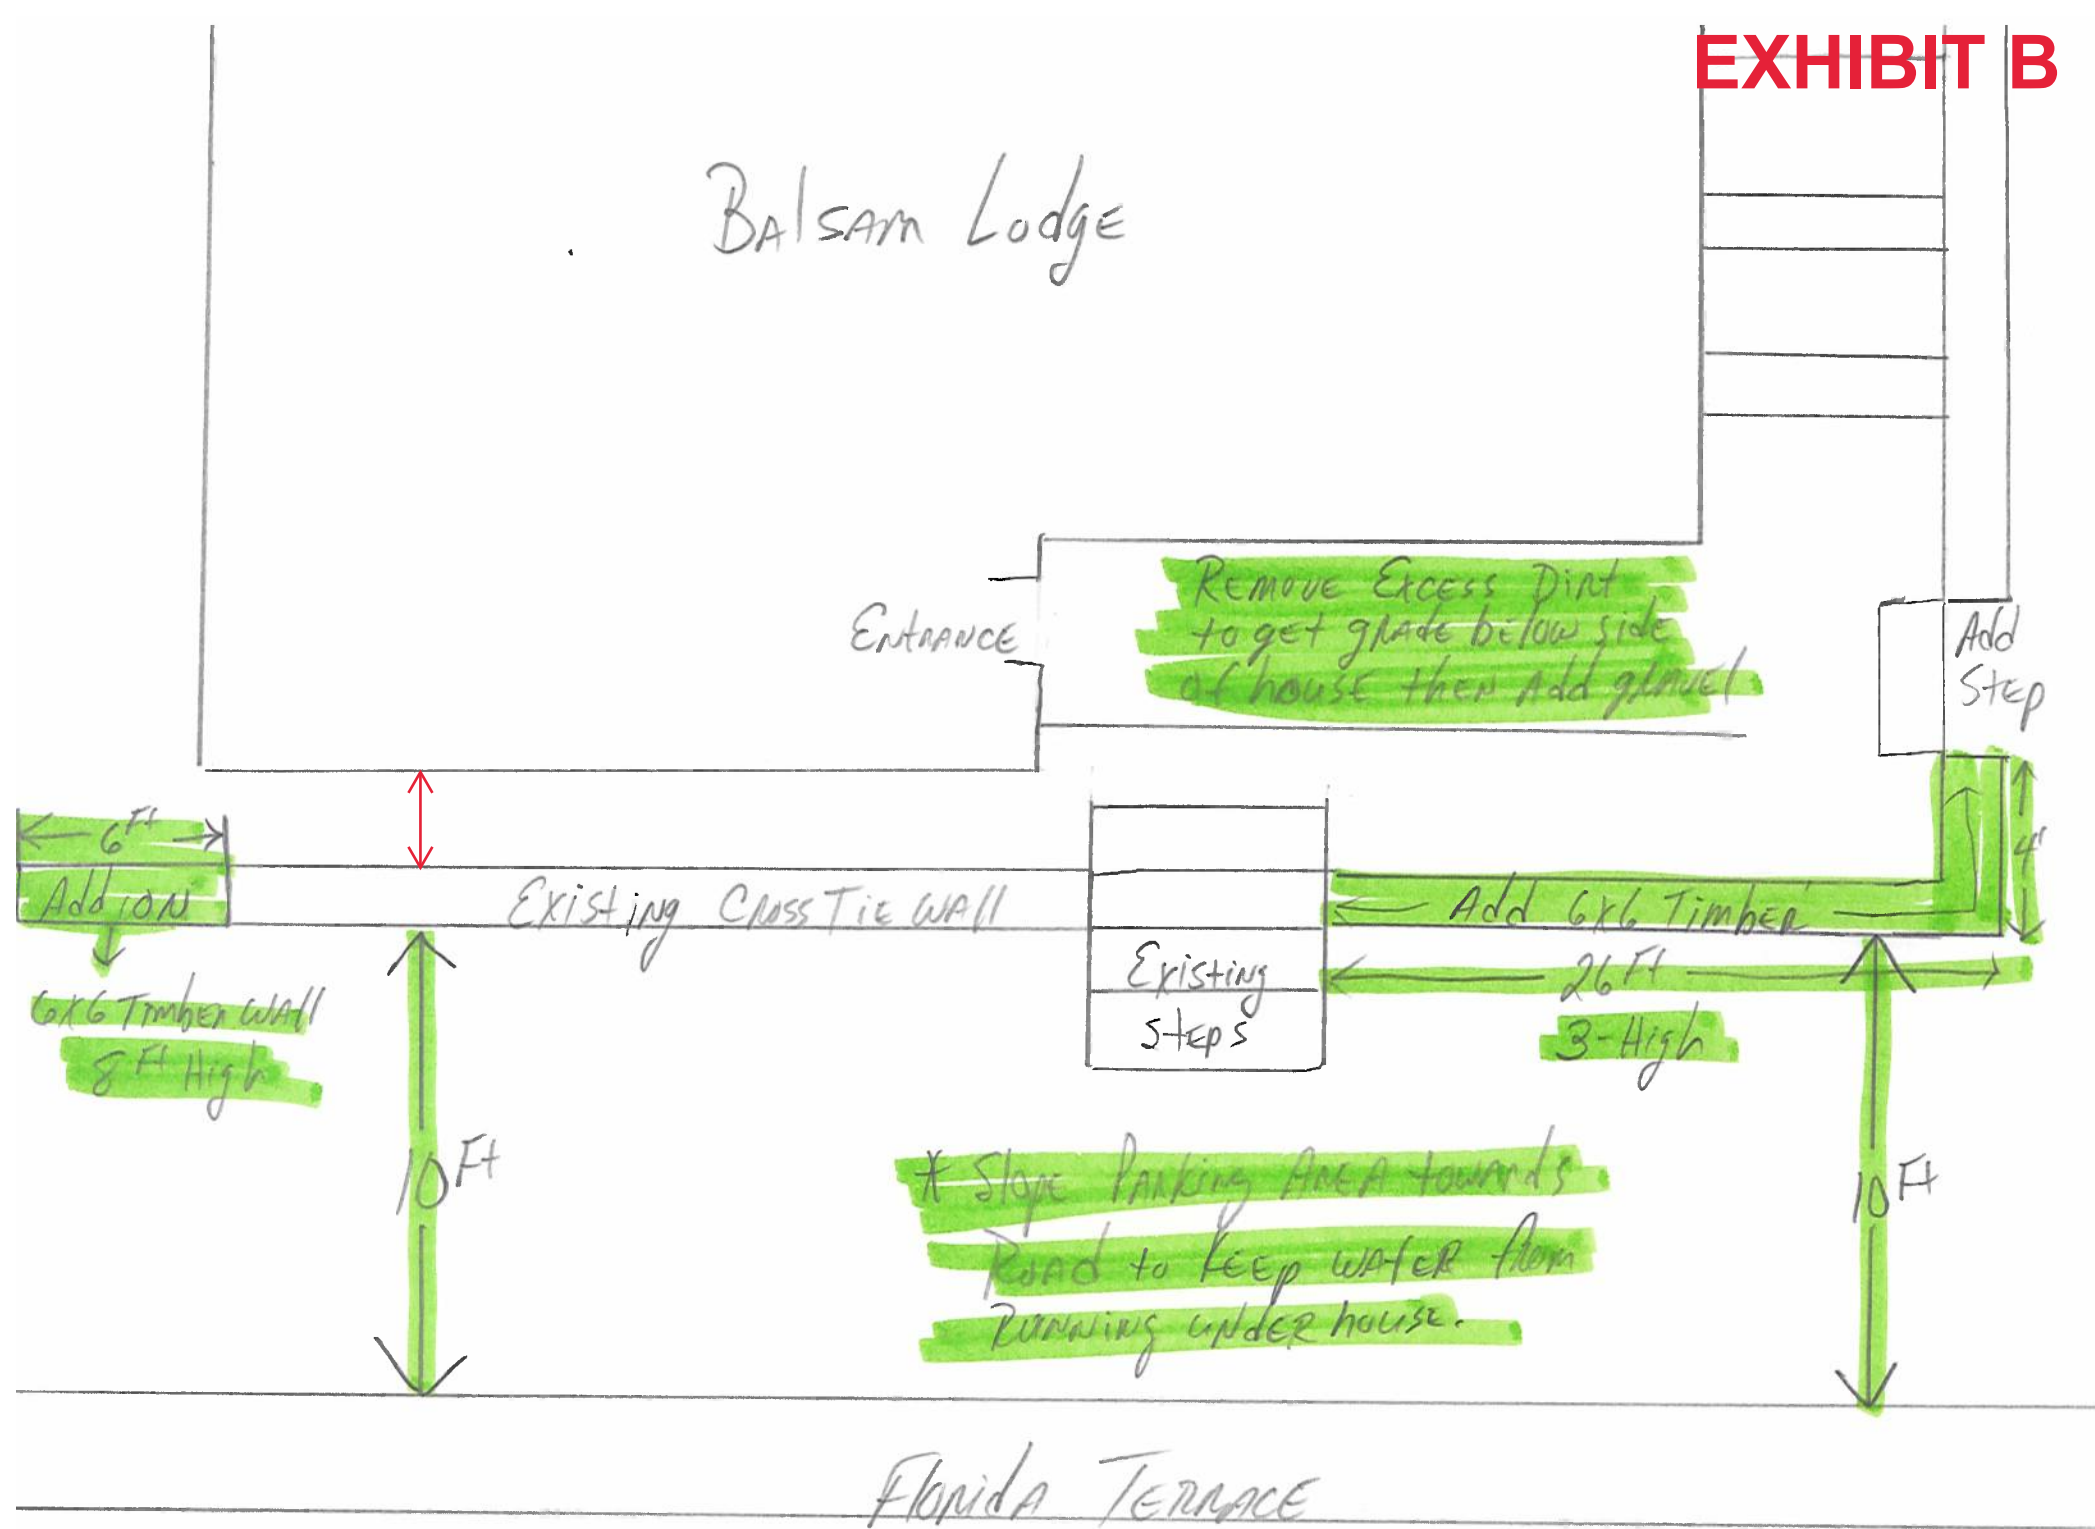 EXHIBIT B
Balsam Lodge
Remove Excess Dirt
to get grade below side
of house then Add gravel
Entrance
Add
Step
6 Ft
Add ion
Existing Cross Tie Wall
Add 6x6 Timber
4'
6x6 Timber Wall
8 Ft High
Existing
Steps
26 Ft
3-High
10 Ft
10 Ft
* Slope Parking Area towards
Road to Keep water from
Running under house.
Florida Terrace